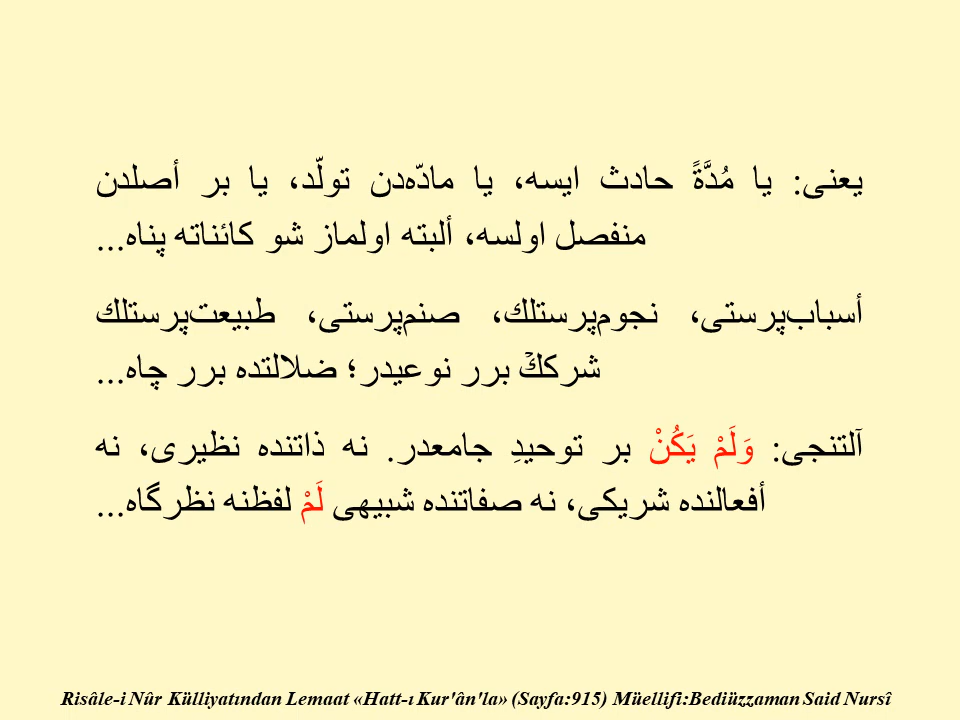 يعنى: يا مُدَّةً حادث ايسه، يا مادّه‌دن تولّد، يا بر أصلدن
منفصل اولسه، ألبته اولماز شو كائناته پناه...
أسباب‌پرستى، نجوم‌پرستلك، صنم‌پرستى، طبيعت‌پرستلك
شركڭ برر نوعيدر؛ ضلالتده برر چاه...
آلتنجى: وَلَمْ يَكُنْ بر توحيدِ جامعدر. نه ذاتنده نظيرى، نه
أفعالنده شريكى، نه صفاتنده شبيهى لَمْ لفظنه نظرگاه...
Risâle-i Nûr Külliyatından Lemaat «Hatt-ı Kur'ân'la» (Sayfa:915) Müellifi:Bediüzzaman Said Nursî